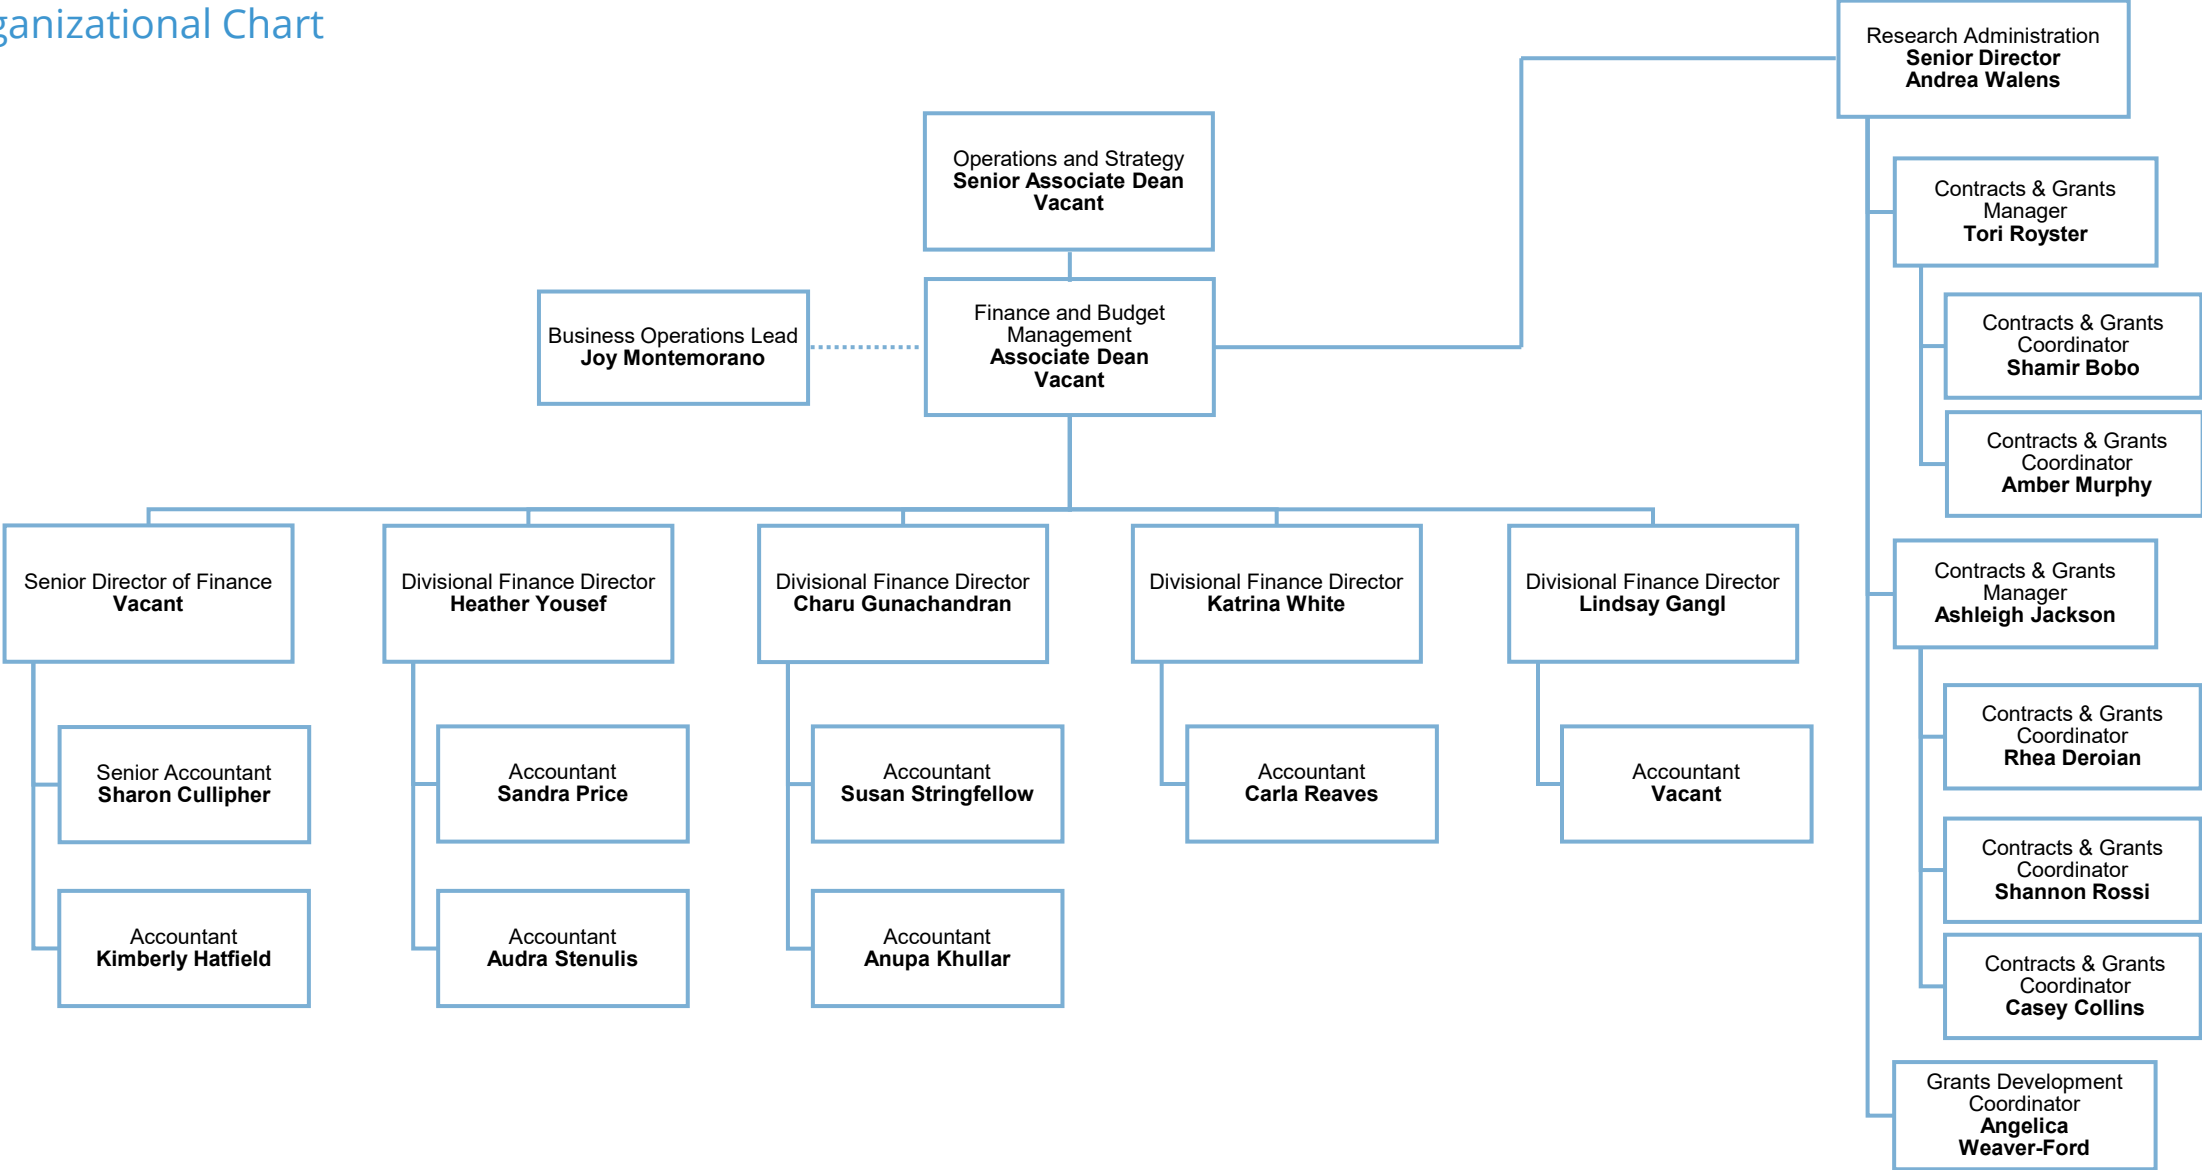 ganizational Chart
Research Administration
Senior Director
Andrea Walens
Operations and Strategy
Senior Associate Dean
Vacant
Business Operations Lead
Joy Montemorano
Finance and Budget
Management
Associate Dean
Vacant
Senior Director of Finance
Vacant
Senior Accountant
Sharon Cullipher
Accountant
Kimberly Hatfield
Divisional Finance Director
Heather Yousef
Accountant
Sandra Price
Accountant
Audra Stenulis
Divisional Finance Director
Charu Gunachandran
Accountant
Susan Stringfellow
Accountant
Anupa Khullar
Divisional Finance Director
Katrina White
Accountant
Carla Reaves
Divisional Finance Director
Lindsay Gangl
Accountant
Vacant
Contracts & Grants
Manager
Tori Royster
Contracts & Grants
Coordinator
Shamir Bobo
Contracts & Grants
Coordinator
Amber Murphy
Contracts & Grants
Manager
Ashleigh Jackson
Contracts & Grants
Coordinator
Rhea Deroian
Contracts & Grants
Coordinator
Shannon Rossi
Contracts & Grants
Coordinator
Casey Collins
Grants Development
Coordinator
Angelica
Weaver-Ford